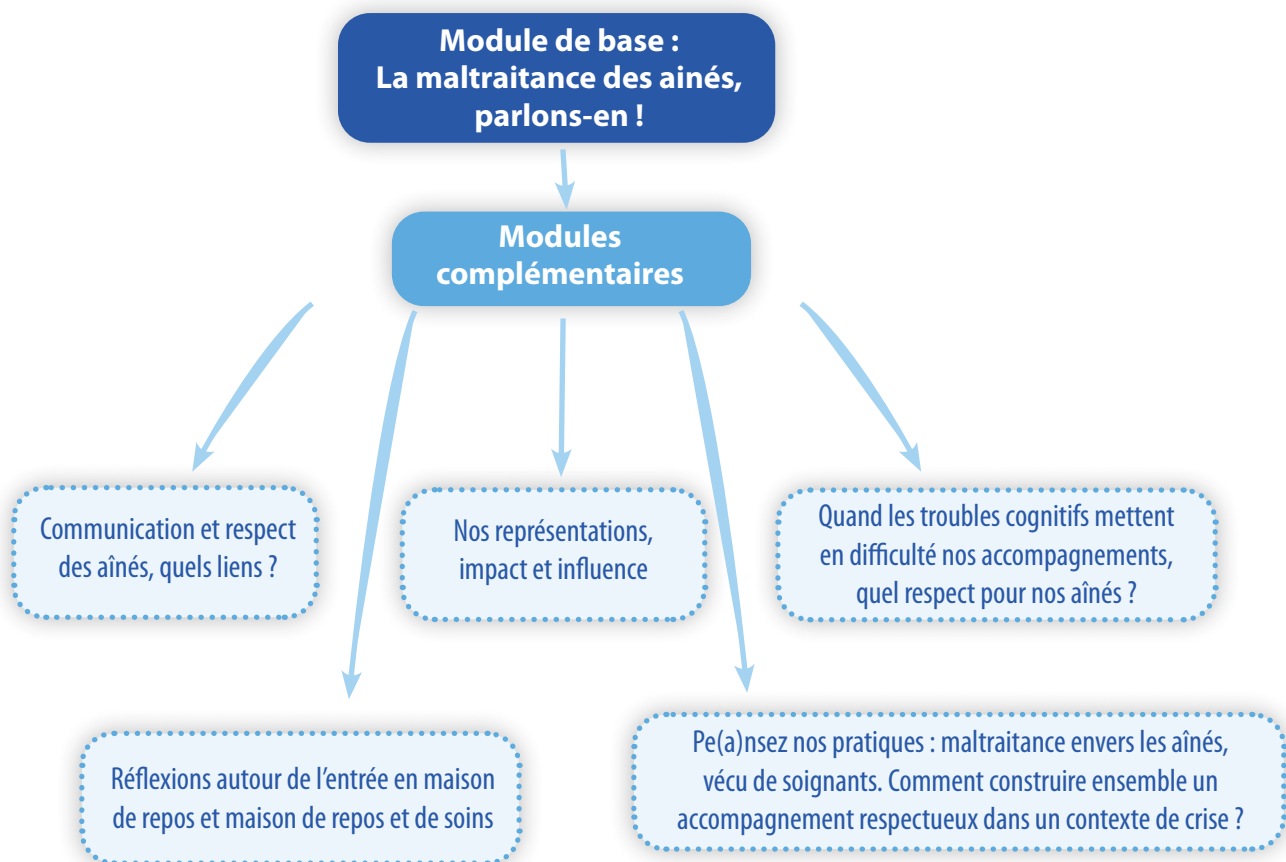 Module de base :
La maltraitance des ainés,
parlons-en !
Modules
complémentaires
Communication et respect
des aînés, quels liens ?
Nos représentations,
impact et influence
Quand les troubles cognitifs mettent
en difficulté nos accompagnements,
quel respect pour nos aînés ?
Réflexions autour de l’entrée en maison
de repos et maison de repos et de soins
Pe(a)nsez nos pratiques : maltraitance envers les aînés,
vécu de soignants. Comment construire ensemble un
accompagnement respectueux dans un contexte de crise ?